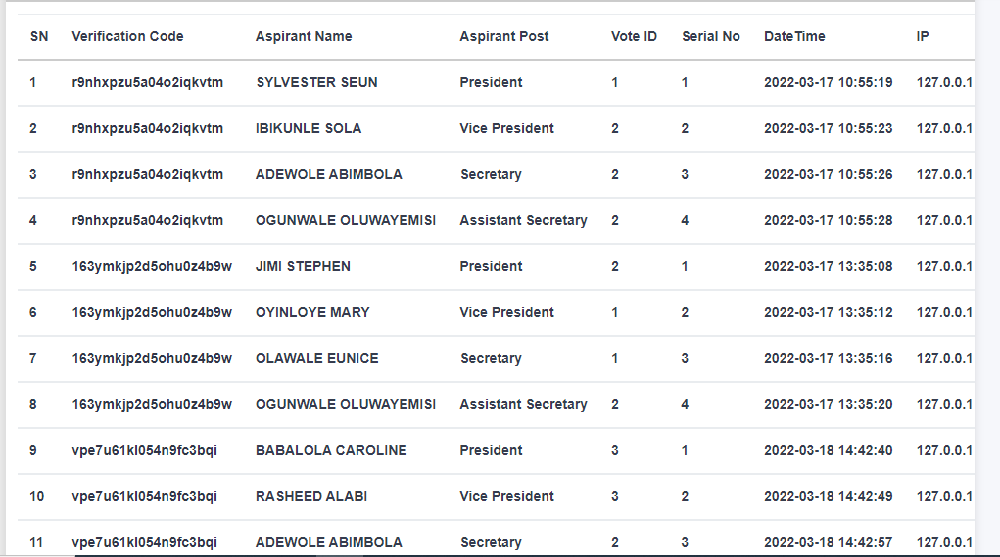 SN Verification Code Aspirant Name Aspirant Post Vote ID Serial No DateTime IP
1 r9nhxpzu5a04o2iqkvtm SYLVESTER SEUN President 1 1 2022-03-17 10:55:19 127.0.0.1
2 r9nhxpzu5a04o2iqkvtm IBIKUNLE SOLA Vice President 2 2 2022-03-17 10:55:23 127.0.0.1
3 r9nhxpzu5a04o2iqkvtm ADEWOLE ABIMBOLA Secretary 2 3 2022-03-17 10:55:26 127.0.0.1
4 r9nhxpzu5a04o2iqkvtm OGUNWALE OLUWAYEMISI Assistant Secretary 2 4 2022-03-17 10:55:28 127.0.0.1
5 163ymkjp2d5ohu0z4b9w JIMI STEPHEN President 2 1 2022-03-17 13:35:08 127.0.0.1
6 163ymkjp2d5ohu0z4b9w OYINLOYE MARY Vice President 1 2 2022-03-17 13:35:12 127.0.0.1
7 163ymkjp2d5ohu0z4b9w OLAWALE EUNICE Secretary 1 3 2022-03-17 13:35:16 127.0.0.1
8 163ymkjp2d5ohu0z4b9w OGUNWALE OLUWAYEMISI Assistant Secretary 2 4 2022-03-17 13:35:20 127.0.0.1
9 vpe7u61kl054n9fc3bqi BABALOLA CAROLINE President 3 1 2022-03-18 14:42:40 127.0.0.1
10 vpe7u61kl054n9fc3bqi RASHEED ALABI Vice President 3 2 2022-03-18 14:42:49 127.0.0.1
11 vpe7u61kl054n9fc3bqi ADEWOLE ABIMBOLA Secretary 2 3 2022-03-18 14:42:57 127.0.0.1